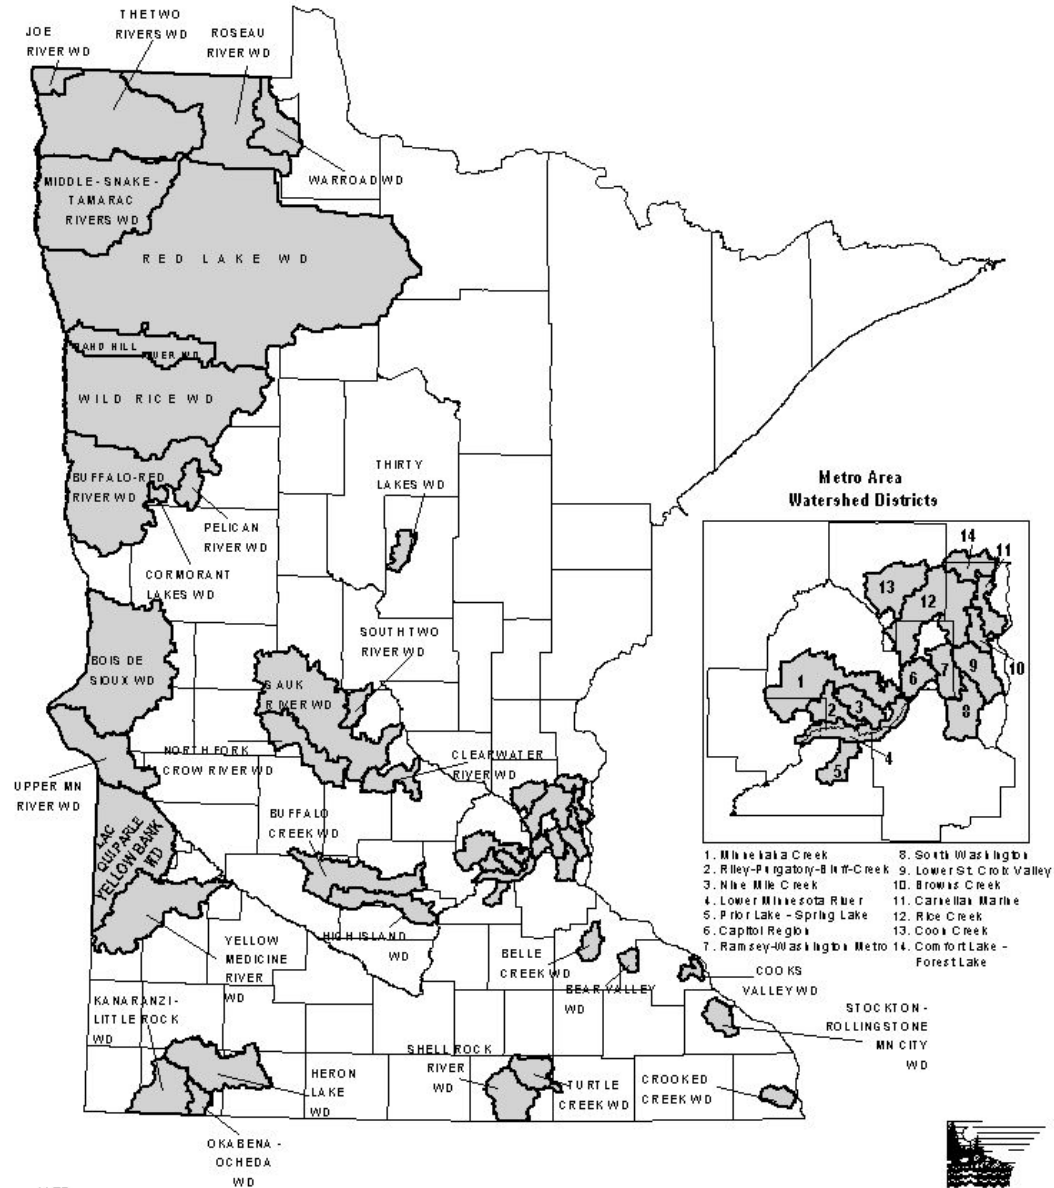 JOE
RIVER WD
THE TWO
RIVERS WD
ROSEAU
RIVER WD
WARROAD WD
MIDDLE-SNAKE-
TAMARAC
RIVERS WD
RED LAKE WD
SAND HILL
RIVER WD
WILD RICE WD
BUFFALO-RED
RIVER WD
PELICAN
RIVER WD
CORMORANT
LAKES WD
THIRTY
LAKES WD
BOIS DE
SIOUX WD
SAUK
RIVER WD
SOUTH TWO
RIVER WD
NORTH FORK
CROW RIVER WD
CLEARWATER
RIVER WD
UPPER MN
RIVER WD
LAC
QUI PARLE
YELLOW BANK
WD
BUFFALO
CREEK WD
HIGH ISLAND
WD
YELLOW
MEDICINE
RIVER
WD
BELLE
CREEK WD
BEAR VALLEY
WD
COOKS
VALLEY WD
STOCKTON-
ROLLINGSTONE
MN CITY
WD
KANARANZI-
LITTLE ROCK
WD
HERON
LAKE
WD
OKABENA-
OCHEDA
WD
SHELL ROCK
RIVER
WD
TURTLE
CREEK WD
CROOKED
CREEK WD
Metro Area
Watershed Districts
14
11
13
12
10
1
2
3
6
7
9
8
4
5
1. Minnehaha Creek
2. Riley-Purgatory-Bluff-Creek
3. Nine Mile Creek
4. Lower Minnesota River
5. Prior Lake - Spring Lake
6. Capitol Region
7. Ramsey-Washington Metro
8. South Washington
9. Lower St. Croix Valley
10. Browns Creek
11. Carnelian Marine
12. Rice Creek
13. Coon Creek
14. Comfort Lake -
Forest Lake